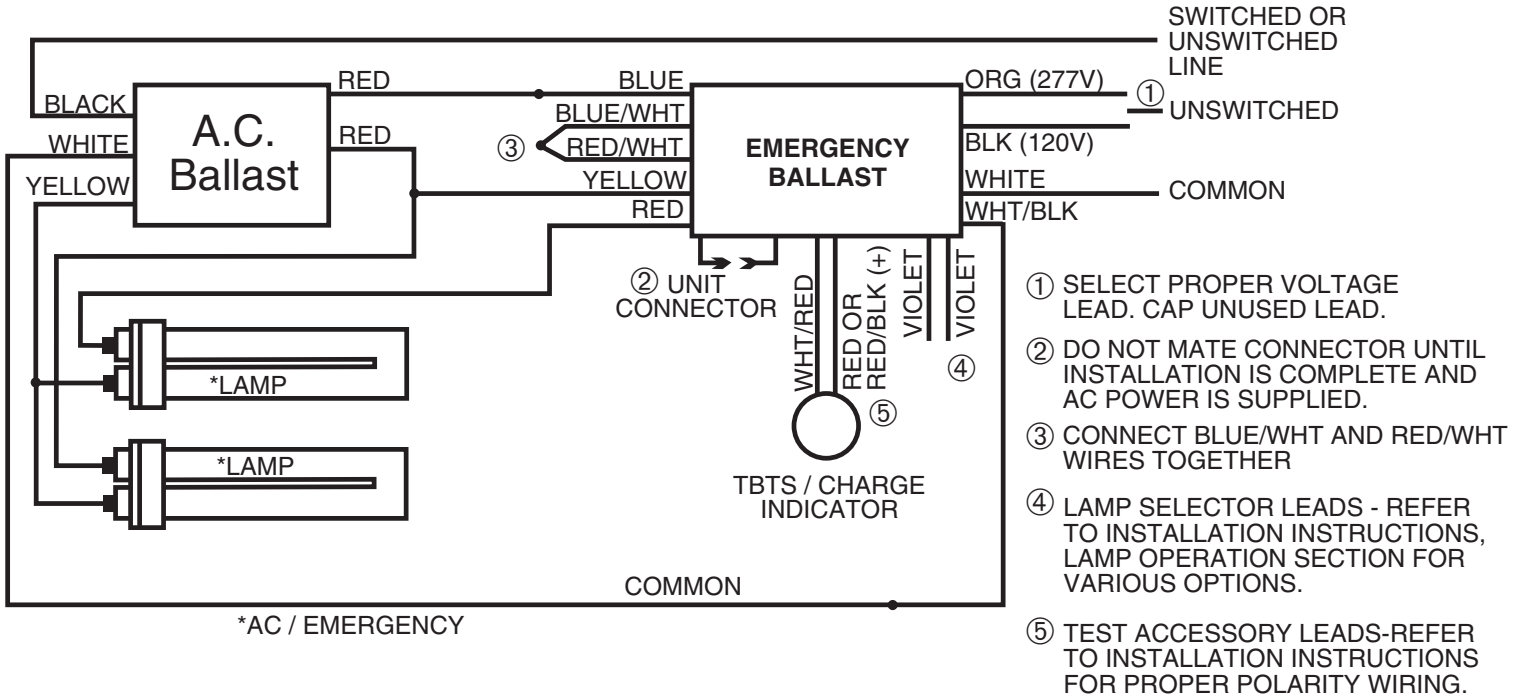 SWITCHED OR
UNSWITCHED
LINE
BLACK
WHITE
YELLOW
A.C.
Ballast
RED
RED
BLUE
BLUE/WHT
③
RED/WHT
YELLOW
RED
EMERGENCY
BALLAST
ORG (277V)
①
UNSWITCHED
BLK (120V)
WHITE
COMMON
WHT/BLK
② UNIT
CONNECTOR
WHT/RED
RED OR
RED/BLK (+)
VIOLET
VIOLET
④
⑤
TBTS / CHARGE
INDICATOR
*LAMP
*LAMP
COMMON
*AC / EMERGENCY
① SELECT PROPER VOLTAGE
LEAD. CAP UNUSED LEAD.
② DO NOT MATE CONNECTOR UNTIL
INSTALLATION IS COMPLETE AND
AC POWER IS SUPPLIED.
③ CONNECT BLUE/WHT AND RED/WHT
WIRES TOGETHER
④ LAMP SELECTOR LEADS - REFER
TO INSTALLATION INSTRUCTIONS,
LAMP OPERATION SECTION FOR
VARIOUS OPTIONS.
⑤ TEST ACCESSORY LEADS-REFER
TO INSTALLATION INSTRUCTIONS
FOR PROPER POLARITY WIRING.